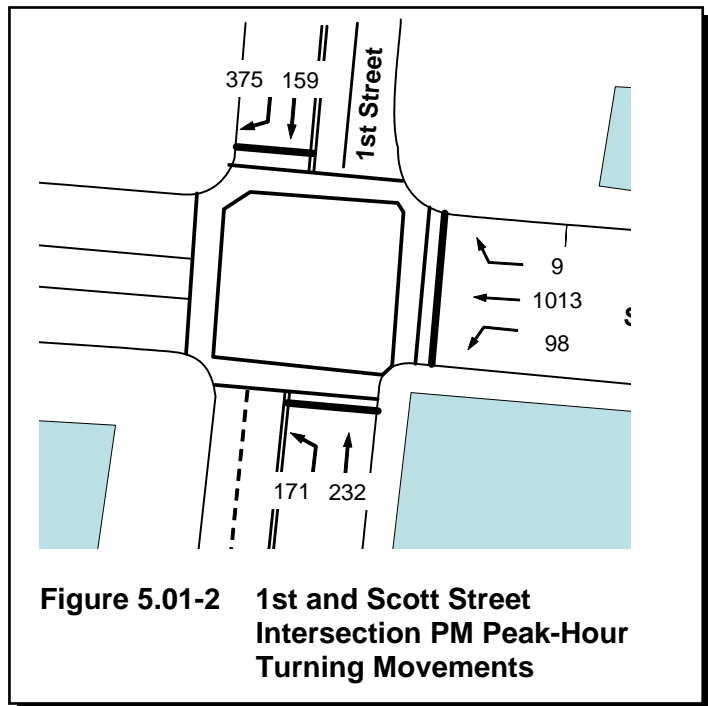 375 159
1st Street
9
1013
98
171 232
Figure 5.01-2 1st and Scott Street
Intersection PM Peak-Hour
Turning Movements